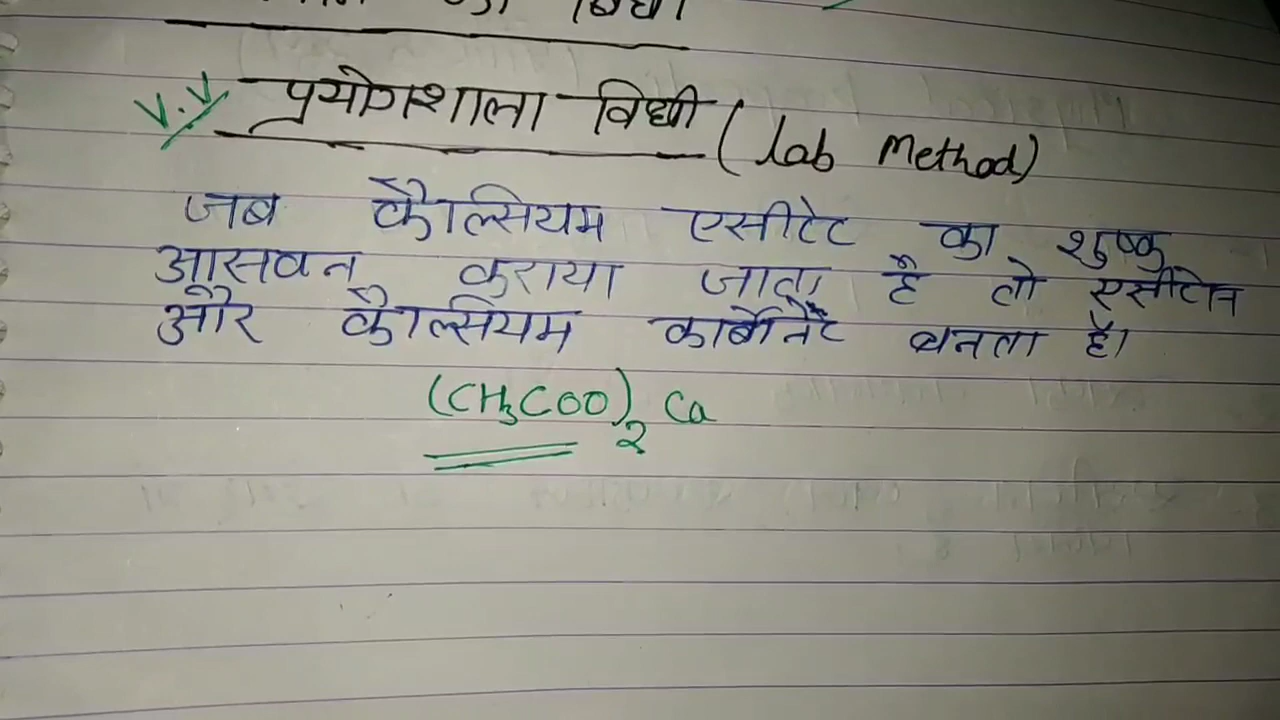 विधी
V.V प्रयोगशाला विधी (Lab Method)
जब कैल्सियम एसीटेट का शुष्क
आसवन कराया जाता है तो एसीटोन
और कैल्सियम कार्बोनेट बनता है।
(CH₃COO)₂ Ca